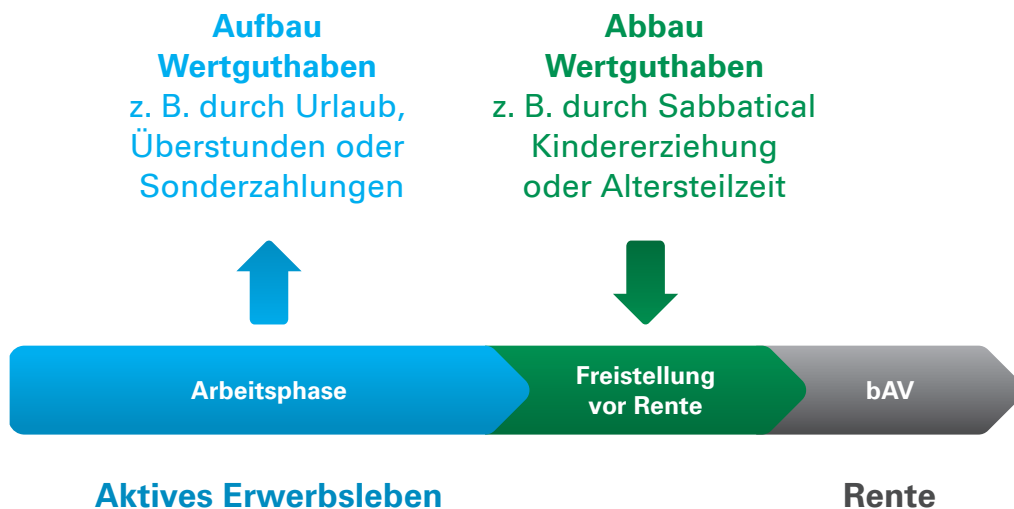 Aufbau
Wertguthaben
z. B. durch Urlaub,
Überstunden oder
Sonderzahlungen
Abbau
Wertguthaben
z. B. durch Sabbatical
Kindererziehung
oder Altersteilzeit
Arbeitsphase
Freistellung
vor Rente
bAV
Aktives Erwerbsleben
Rente